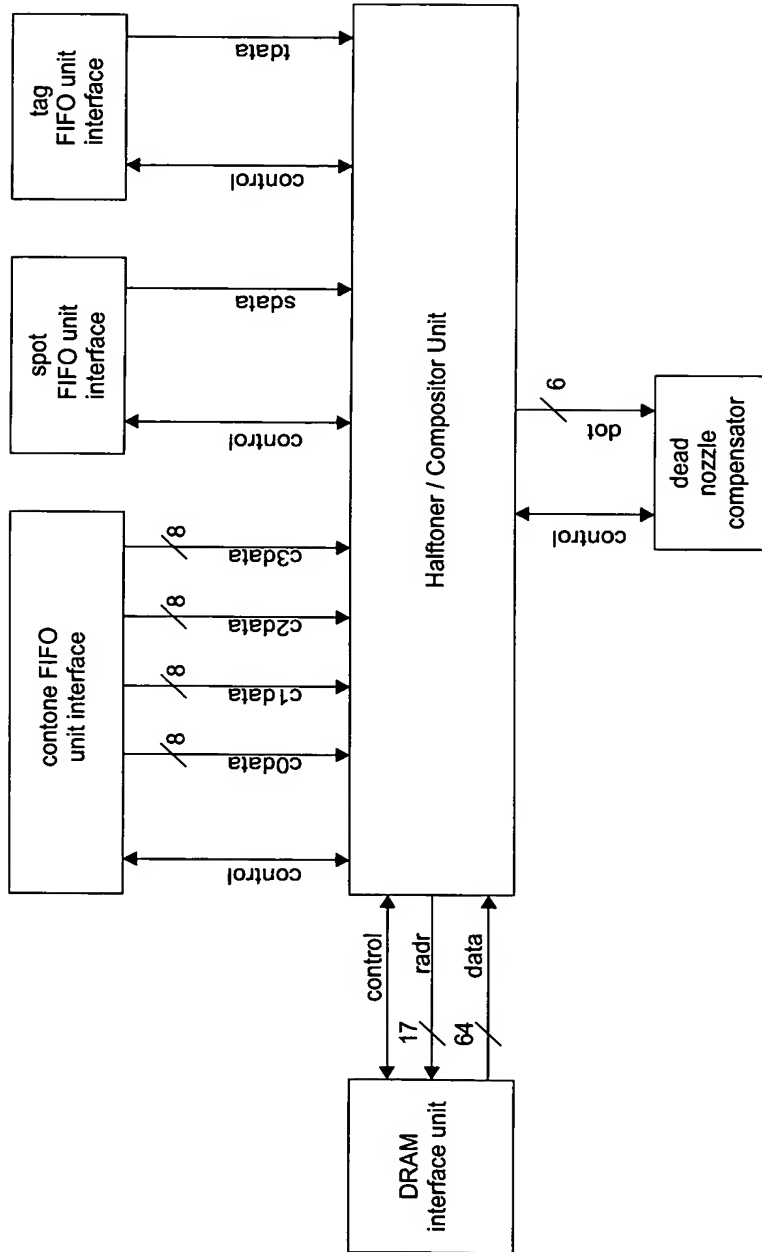 tag
FIFO unit
interface
tdata
control
spot
FIFO unit
interface
sdata
control
contone FIFO
unit interface
8
c3data
8
c2data
8
c1data
8
c0data
control
Halftoner / Compositor Unit
6
dot
control
dead
nozzle
compensator
control
radr
17
data
64
DRAM
interface unit